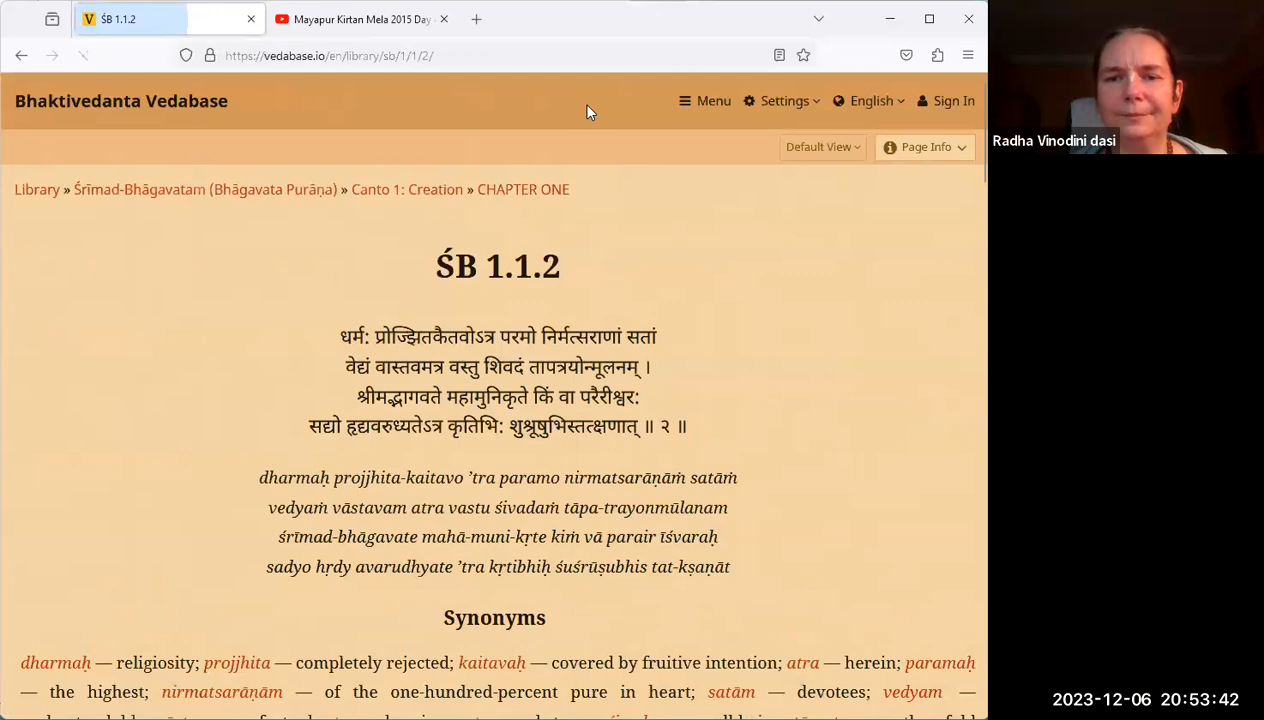 ŚB 1.1.2
Mayapur Kirtan Mela 2015 Day
https://vedabase.io/en/library/sb/1/1/2/
Bhaktivedanta Vedabase
Menu Settings English Sign In
Default View Page Info
Library » Śrīmad-Bhāgavatam (Bhāgavata Purāṇa) » Canto 1: Creation » CHAPTER ONE
Radha Vinodini dasi
ŚB 1.1.2
धर्म: प्रोज्झितकैतवोऽत्र परमो निर्मत्सराणां सतां
वेद्यं वास्तवमत्र वस्तु शिवदं तापत्रयोन्मूलनम् ।
श्रीमद्भागवते महामुनिकृते किं वा परैरीश्वर:
सद्यो हृद्यवरुध्यतेऽत्र कृतिभि: शुश्रूषुभिस्तत्क्षणात् ॥ २ ॥
dharmaḥ projjhita-kaitavo ’tra paramo nirmatsarāṇāṁ satāṁ
vedyaṁ vāstavam atra vastu śivadaṁ tāpa-trayonmūlanam
śrīmad-bhāgavate mahā-muni-kṛte kiṁ vā parair īśvaraḥ
sadyo hṛdy avarudhyate ’tra kṛtibhiḥ śuśrūṣubhis tat-kṣaṇāt
Synonyms
dharmaḥ — religiosity; projjhita — completely rejected; kaitavaḥ — covered by fruitive intention; atra — herein; paramaḥ
— the highest; nirmatsarāṇām — of the one-hundred-percent pure in heart; satām — devotees; vedyam —
2023-12-06 20:53:42